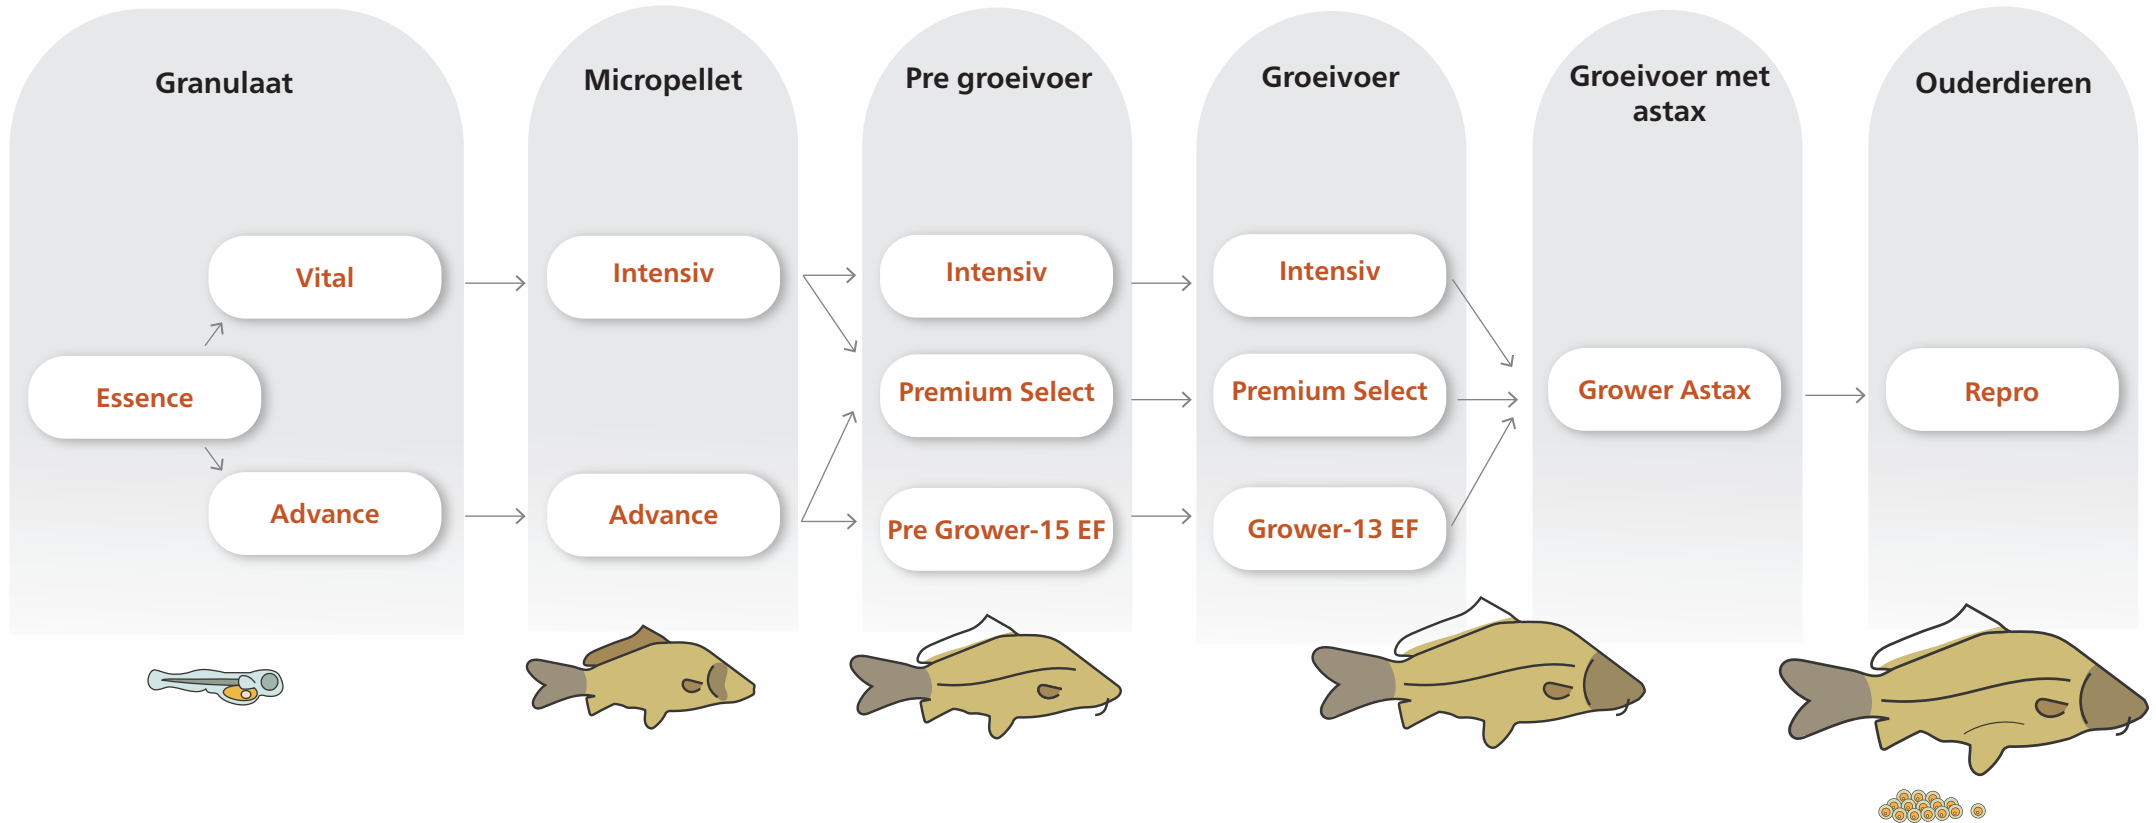 Granulaat
Micropellet
Pre groeivoer
Groeivoer
Groeivoer met
astax
Ouderdieren
Vital
Intensiv
Intensiv
Intensiv
Essence
Premium Select
Premium Select
Grower Astax
Repro
Advance
Advance
Pre Grower-15 EF
Grower-13 EF